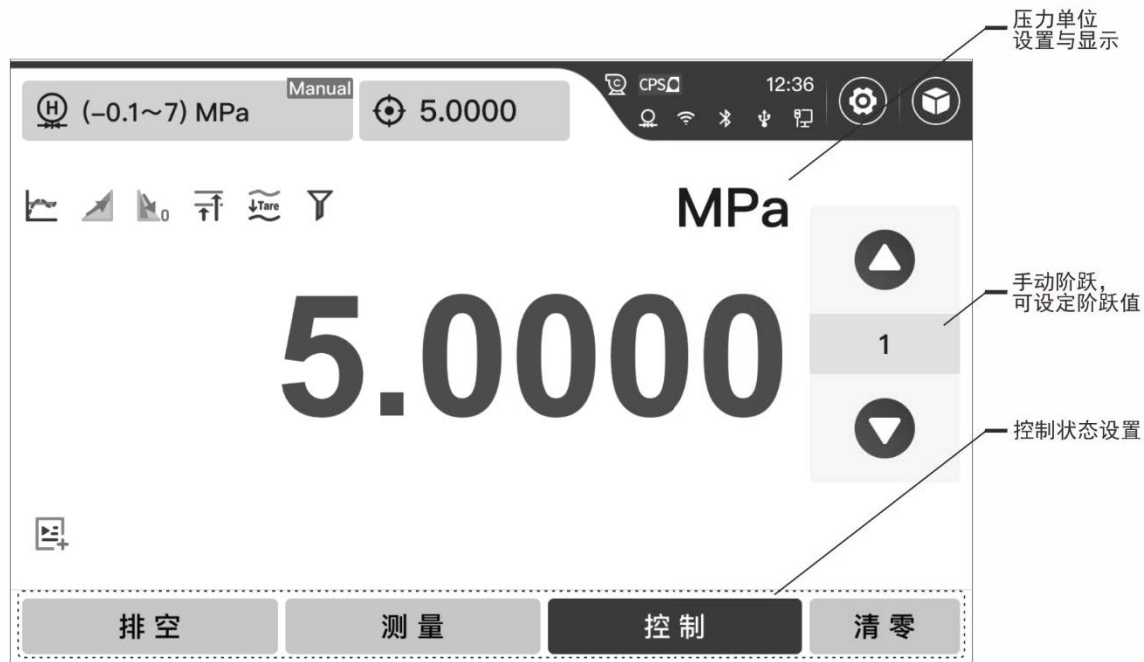 压力单位
设置与显示
(-0.1~7) MPa
Manual
5.0000
CPS
12:36
0
Tare
MPa
5.0000
1
手动阶跃,
可设定阶跃值
控制状态设置
排空
测量
控制
清零